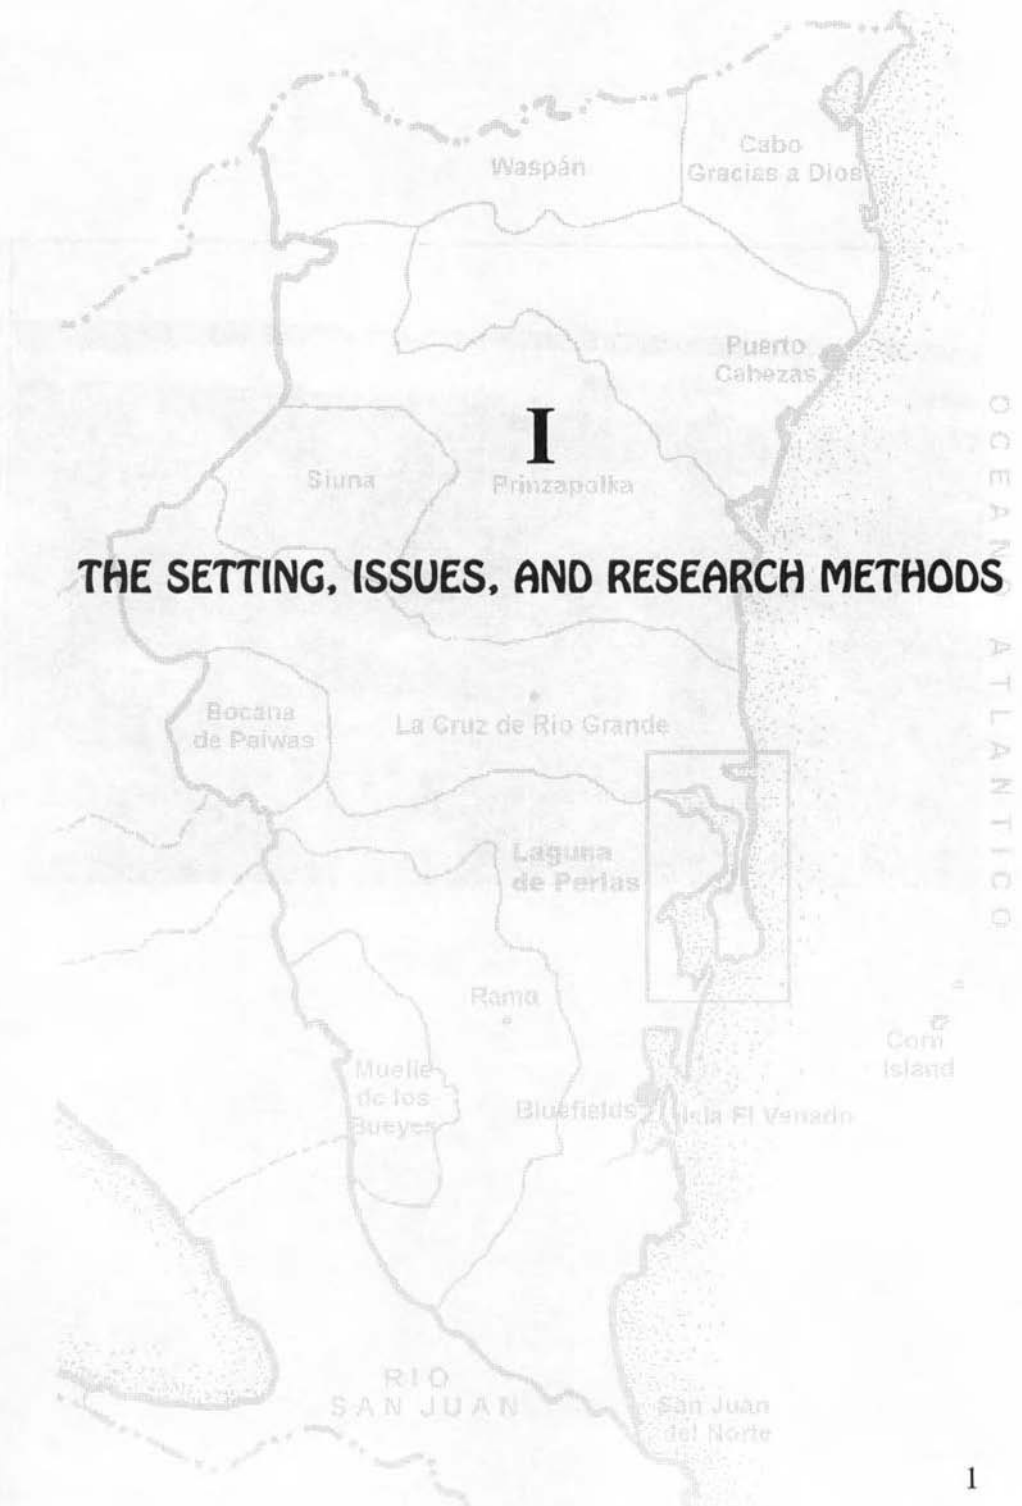 Cabo
Gracias a Dios
Waspán
Puerto
Cabezas
I
Siuna
Prinzapolka
THE SETTING, ISSUES, AND RESEARCH METHODS
OCEANO ATLANTICO
Bocana
de Paiwas
La Cruz de Rio Grande
Laguna
de Perlas
Rama
Corn
Island
Muelle
de los
Bueyes
Bluefields
Isla El Venado
RIO
SAN JUAN
San Juan
del Norte
1